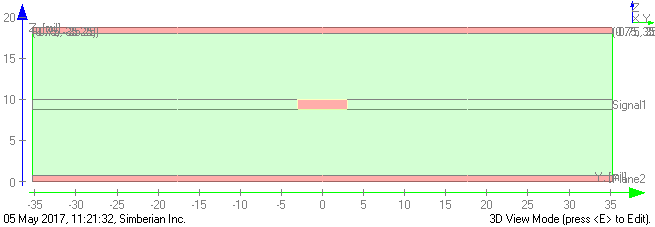 Z
X Y
20
Z, [mil]
15
10
Signal1
5
Y, [mil]
Plane2
0
-35 -30 -25 -20 -15 -10 -5 0 5 10 15 20 25 30 35
05 May 2017, 11:21:32, Simberian Inc.
3D View Mode (press <E> to Edit).